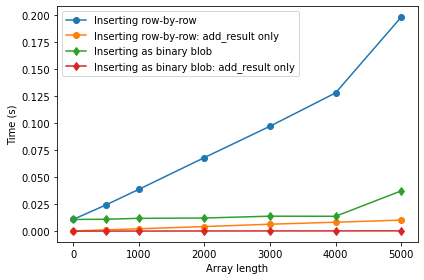 Inserting row-by-row
Inserting row-by-row: add_result only
Inserting as binary blob
Inserting as binary blob: add_result only
0.200
0.175
0.150
0.125
0.100
0.075
0.050
0.025
0.000
Time (s)
0 1000 2000 3000 4000 5000
Array length